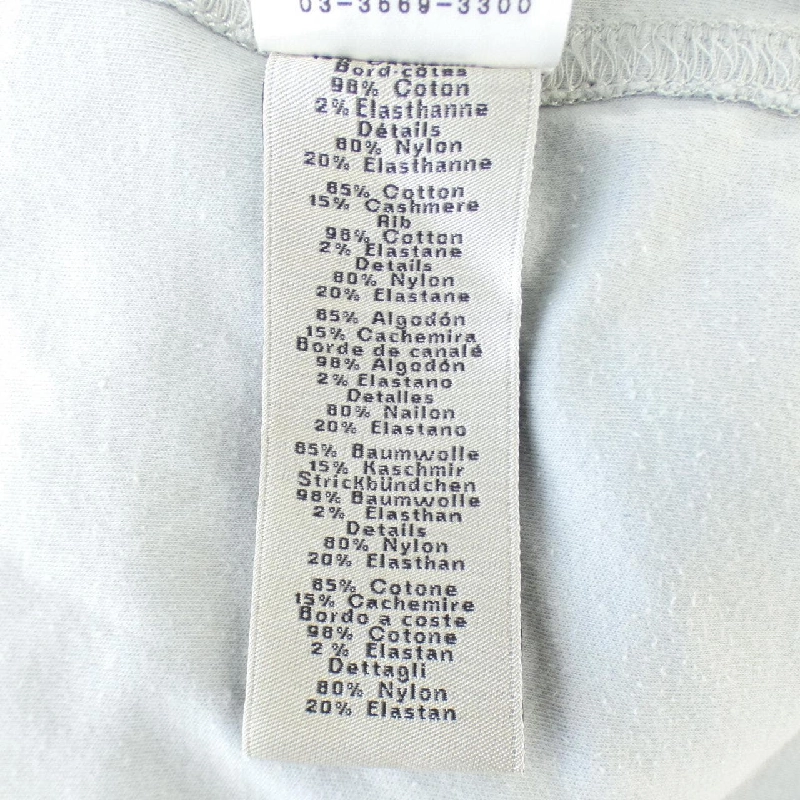 03-3669-3300
Bord-côtes
98% Coton
2% Elasthanne
Détails
80% Nylon
20% Elasthanne
85% Cotton
15% Cashmere
Rib
98% Cotton
2% Elastane
Details
80% Nylon
20% Elastane
85% Algodón
15% Cachemira
Borde de canalé
98% Algodón
2% Elastano
Detalles
80% Nailon
20% Elastano
85% Baumwolle
15% Kaschmir
Strickbündchen
98% Baumwolle
2% Elasthan
Details
80% Nylon
20% Elasthan
85% Cotone
15% Cachemire
Bordo a coste
98% Cotone
2% Elastan
Dettagli
80% Nylon
20% Elastan